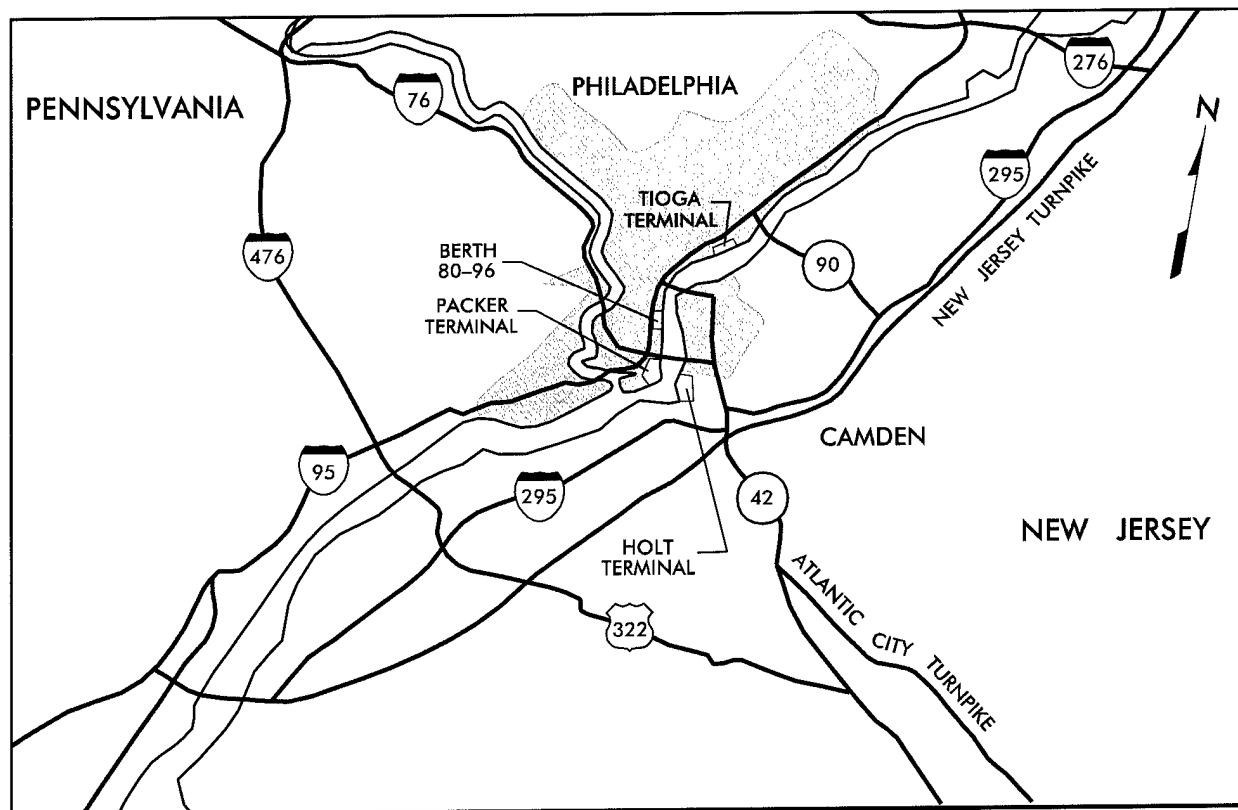 PENNSYLVANIA
76
PHILADELPHIA
276
N
295
TIOGA
TERMINAL
NEW JERSEY TURNPIKE
476
BERTH
80–96
90
PACKER
TERMINAL
CAMDEN
95
295
42
NEW JERSEY
HOLT
TERMINAL
322
ATLANTIC CITY TURNPIKE